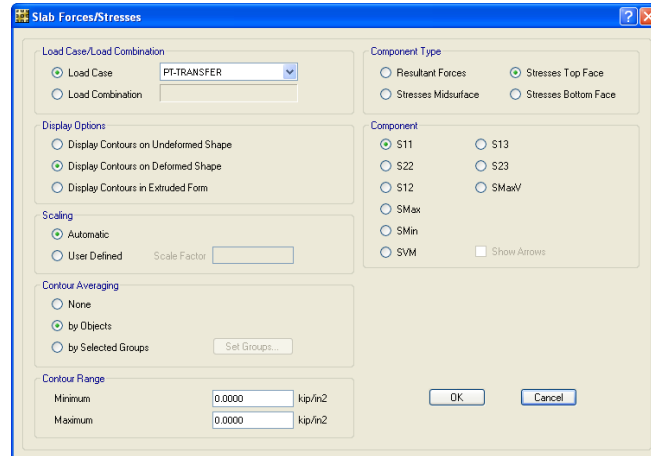 Slab Forces/Stresses
Load Case/Load Combination
Load Case PT-TRANSFER
Load Combination
Display Options
Display Contours on Undeformed Shape
Display Contours on Deformed Shape
Display Contours in Extruded Form
Scaling
Automatic
User Defined Scale Factor
Contour Averaging
None
by Objects
by Selected Groups Set Groups...
Contour Range
Minimum 0.0000 kip/in2
Maximum 0.0000 kip/in2
Component Type
Resultant Forces Stresses Top Face
Stresses Midsurface Stresses Bottom Face
Component
S11 S13
S22 S23
S12 SMaxV
SMax
SMin
SVM Show Arrows
OK Cancel